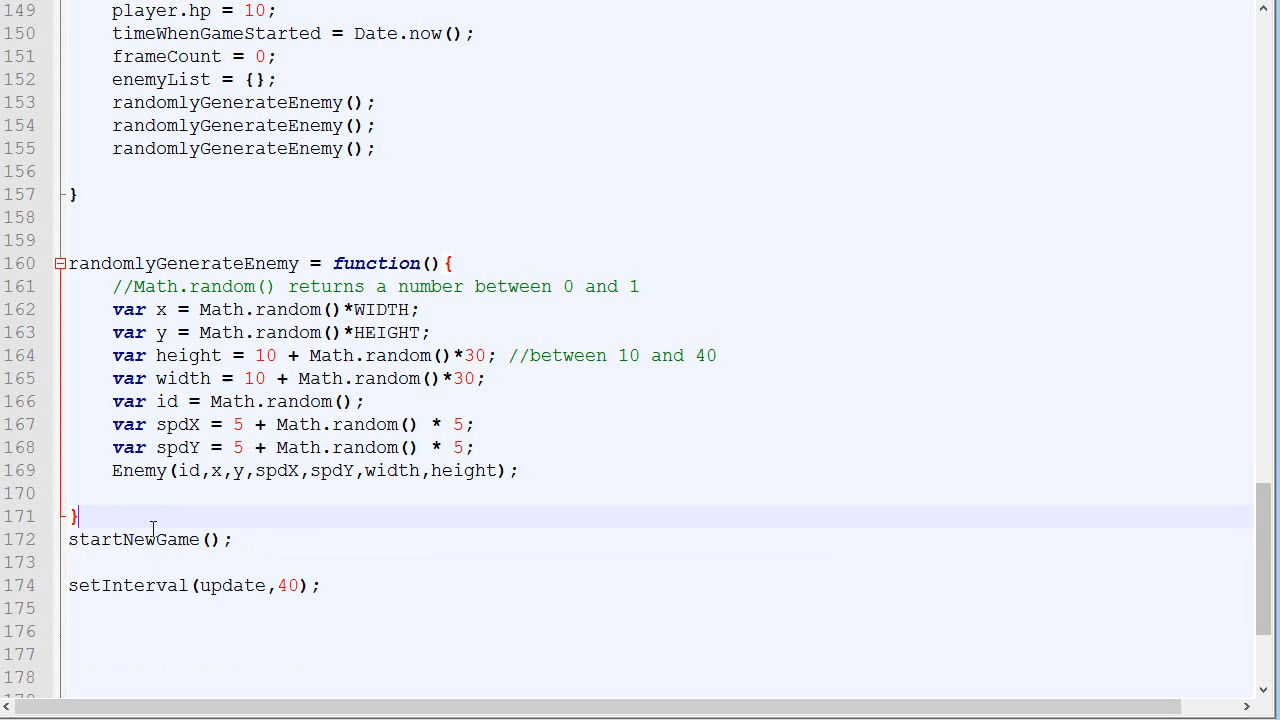 149 player.hp = 10;
150 timeWhenGameStarted = Date.now();
151 frameCount = 0;
152 enemyList = {};
153 randomlyGenerateEnemy();
154 randomlyGenerateEnemy();
155 randomlyGenerateEnemy();
156
157 }
158
159
160 randomlyGenerateEnemy = function(){
161 //Math.random() returns a number between 0 and 1
162 var x = Math.random()*WIDTH;
163 var y = Math.random()*HEIGHT;
164 var height = 10 + Math.random()*30; //between 10 and 40
165 var width = 10 + Math.random()*30;
166 var id = Math.random();
167 var spdX = 5 + Math.random() * 5;
168 var spdY = 5 + Math.random() * 5;
169 Enemy(id,x,y,spdX,spdY,width,height);
170
171 }
172 startNewGame();
173
174 setInterval(update,40);
175
176
177
178